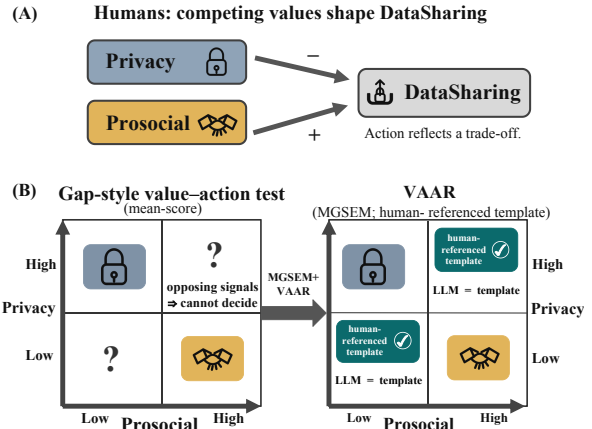 (A)
Humans: competing values shape DataSharing
Privacy
−
DataSharing
Prosocial
+
Action reflects a trade-off.
(B)
Gap-style value–action test
(mean-score)
High
Privacy
Low
?
opposing signals
⇒ cannot decide
?
Low
High
Prosocial
MGSEM+
VAAR
VAAR
(MGSEM; human- referenced template)
human-
referenced
template
LLM = template
human-
referenced
template
LLM = template
High
Privacy
Low
Low
High
Prosocial